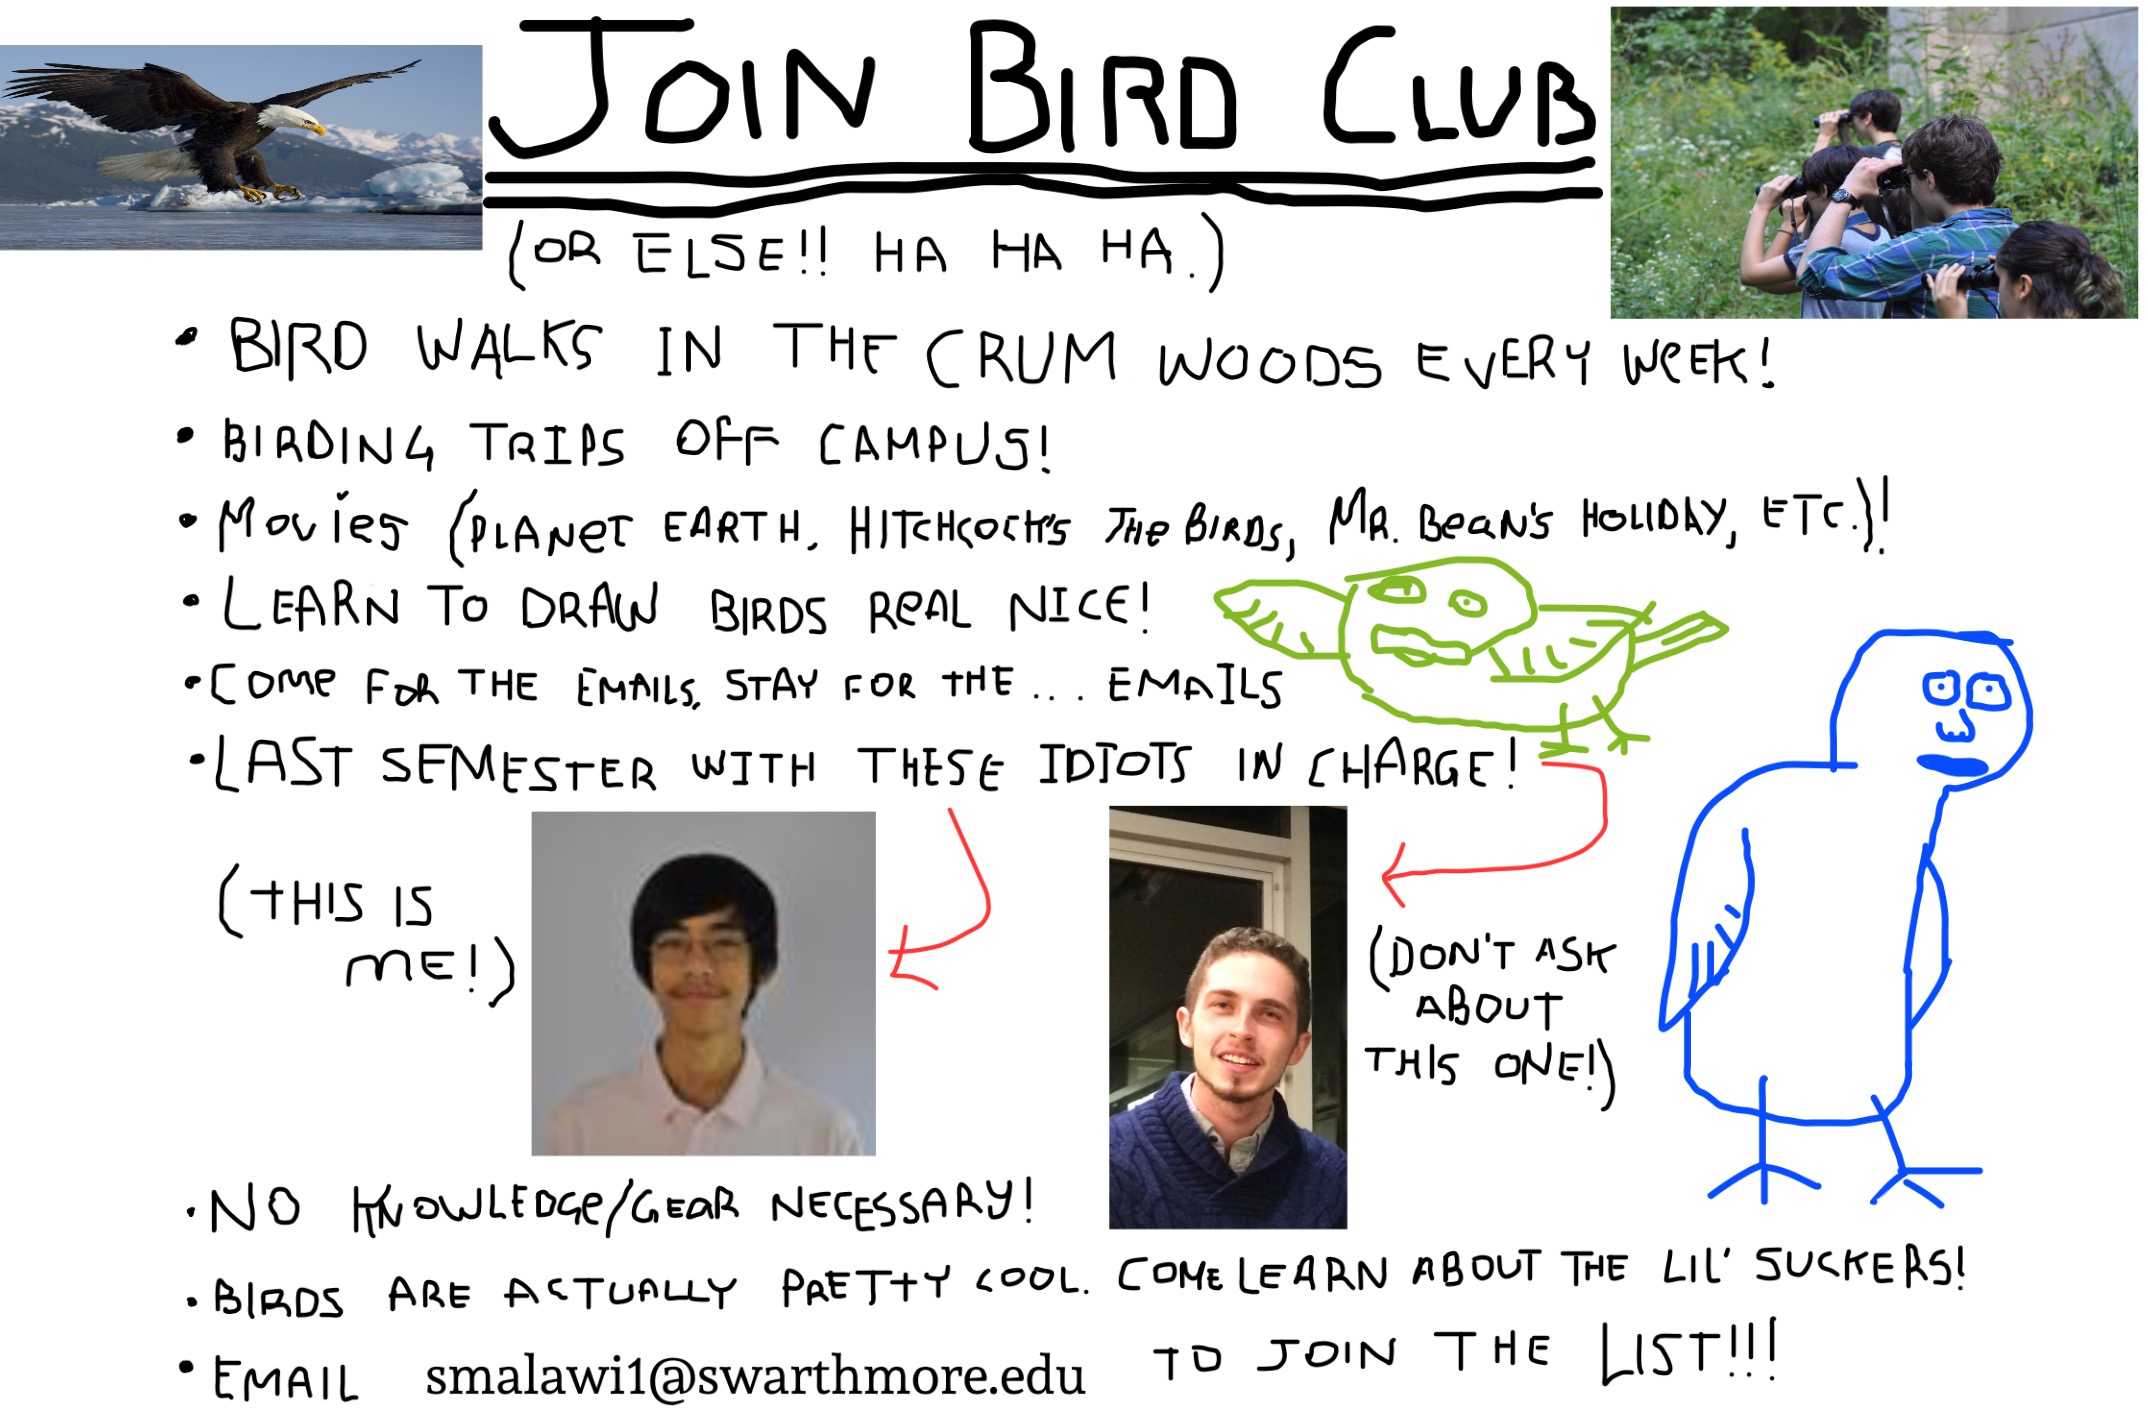 JOIN BIRD CLUB
(OR ELSE!! HA HA HA.)
• BIRD WALKS IN THE CRUM WOODS EVERY WEEK!
• BIRDING TRIPS OFF CAMPUS!
• MOVIES (PLANET EARTH, HITCHCOCK'S THE BIRDS, MR. BEAN'S HOLIDAY, ETC.)!
• LEARN TO DRAW BIRDS REAL NICE!
• COME FOR THE EMAILS, STAY FOR THE ... EMAILS
• LAST SEMESTER WITH THESE IDIOTS IN CHARGE!
(THIS IS
ME!)
(DON'T ASK
ABOUT
THIS ONE!)
• NO KNOWLEDGE/GEAR NECESSARY!
• BIRDS ARE ACTUALLY PRETTY COOL. COME LEARN ABOUT THE LIL' SUCKERS!
• EMAIL smalawi1@swarthmore.edu TO JOIN THE LIST!!!